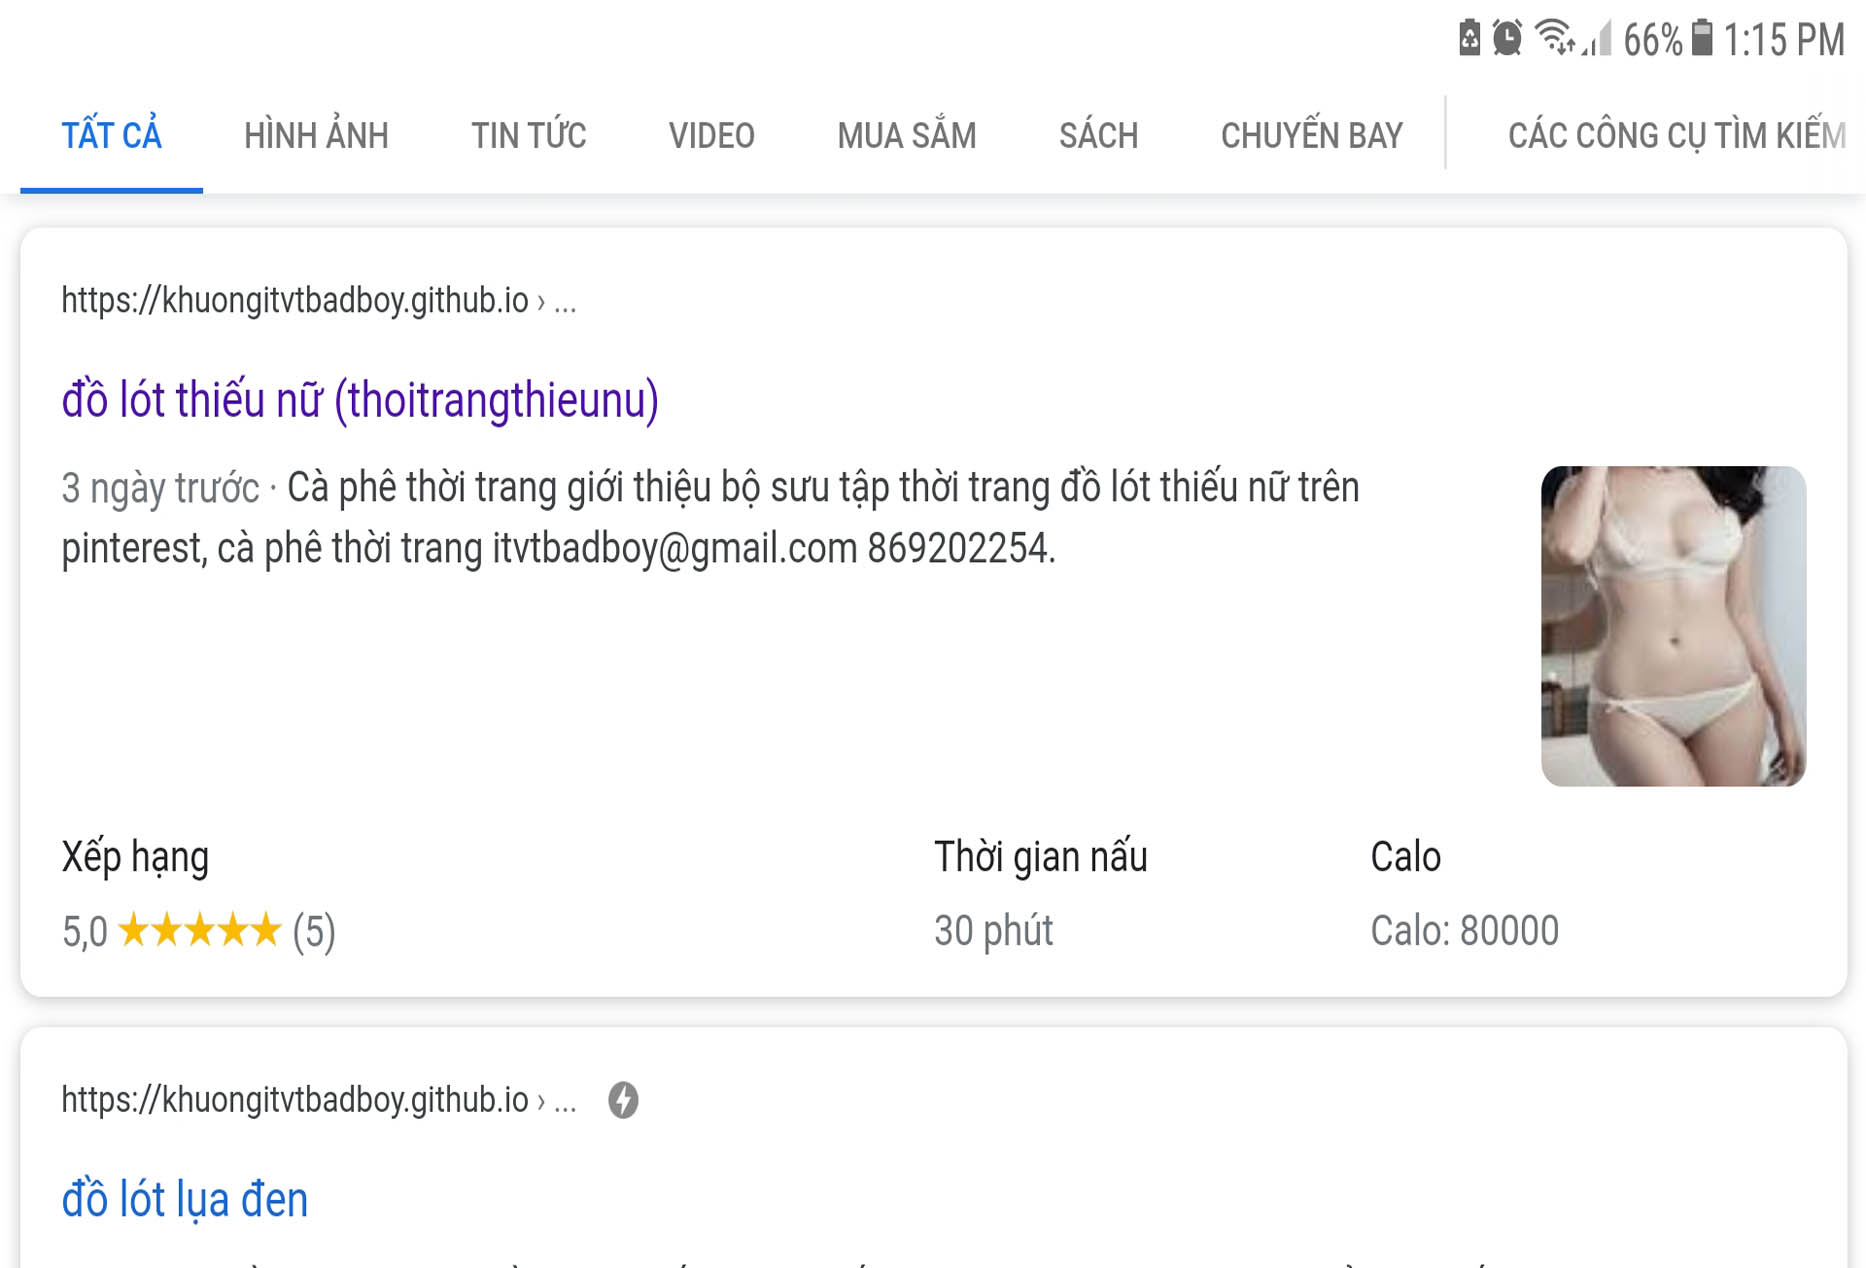 66% 1:15 PM
TẤT CẢ HÌNH ẢNH TIN TỨC VIDEO MUA SẮM SÁCH CHUYẾN BAY CÁC CÔNG CỤ TÌM KIẾM
https://khuongitvtbadboy.github.io › ...
đồ lót thiếu nữ (thoitrangthieunu)
3 ngày trước · Cà phê thời trang giới thiệu bộ sưu tập thời trang đồ lót thiếu nữ trên
pinterest, cà phê thời trang itvtbadboy@gmail.com 869202254.
Xếp hạng Thời gian nấu Calo
5,0 ★★★★★ (5) 30 phút Calo: 80000
https://khuongitvtbadboy.github.io › ...
đồ lót lụa đen